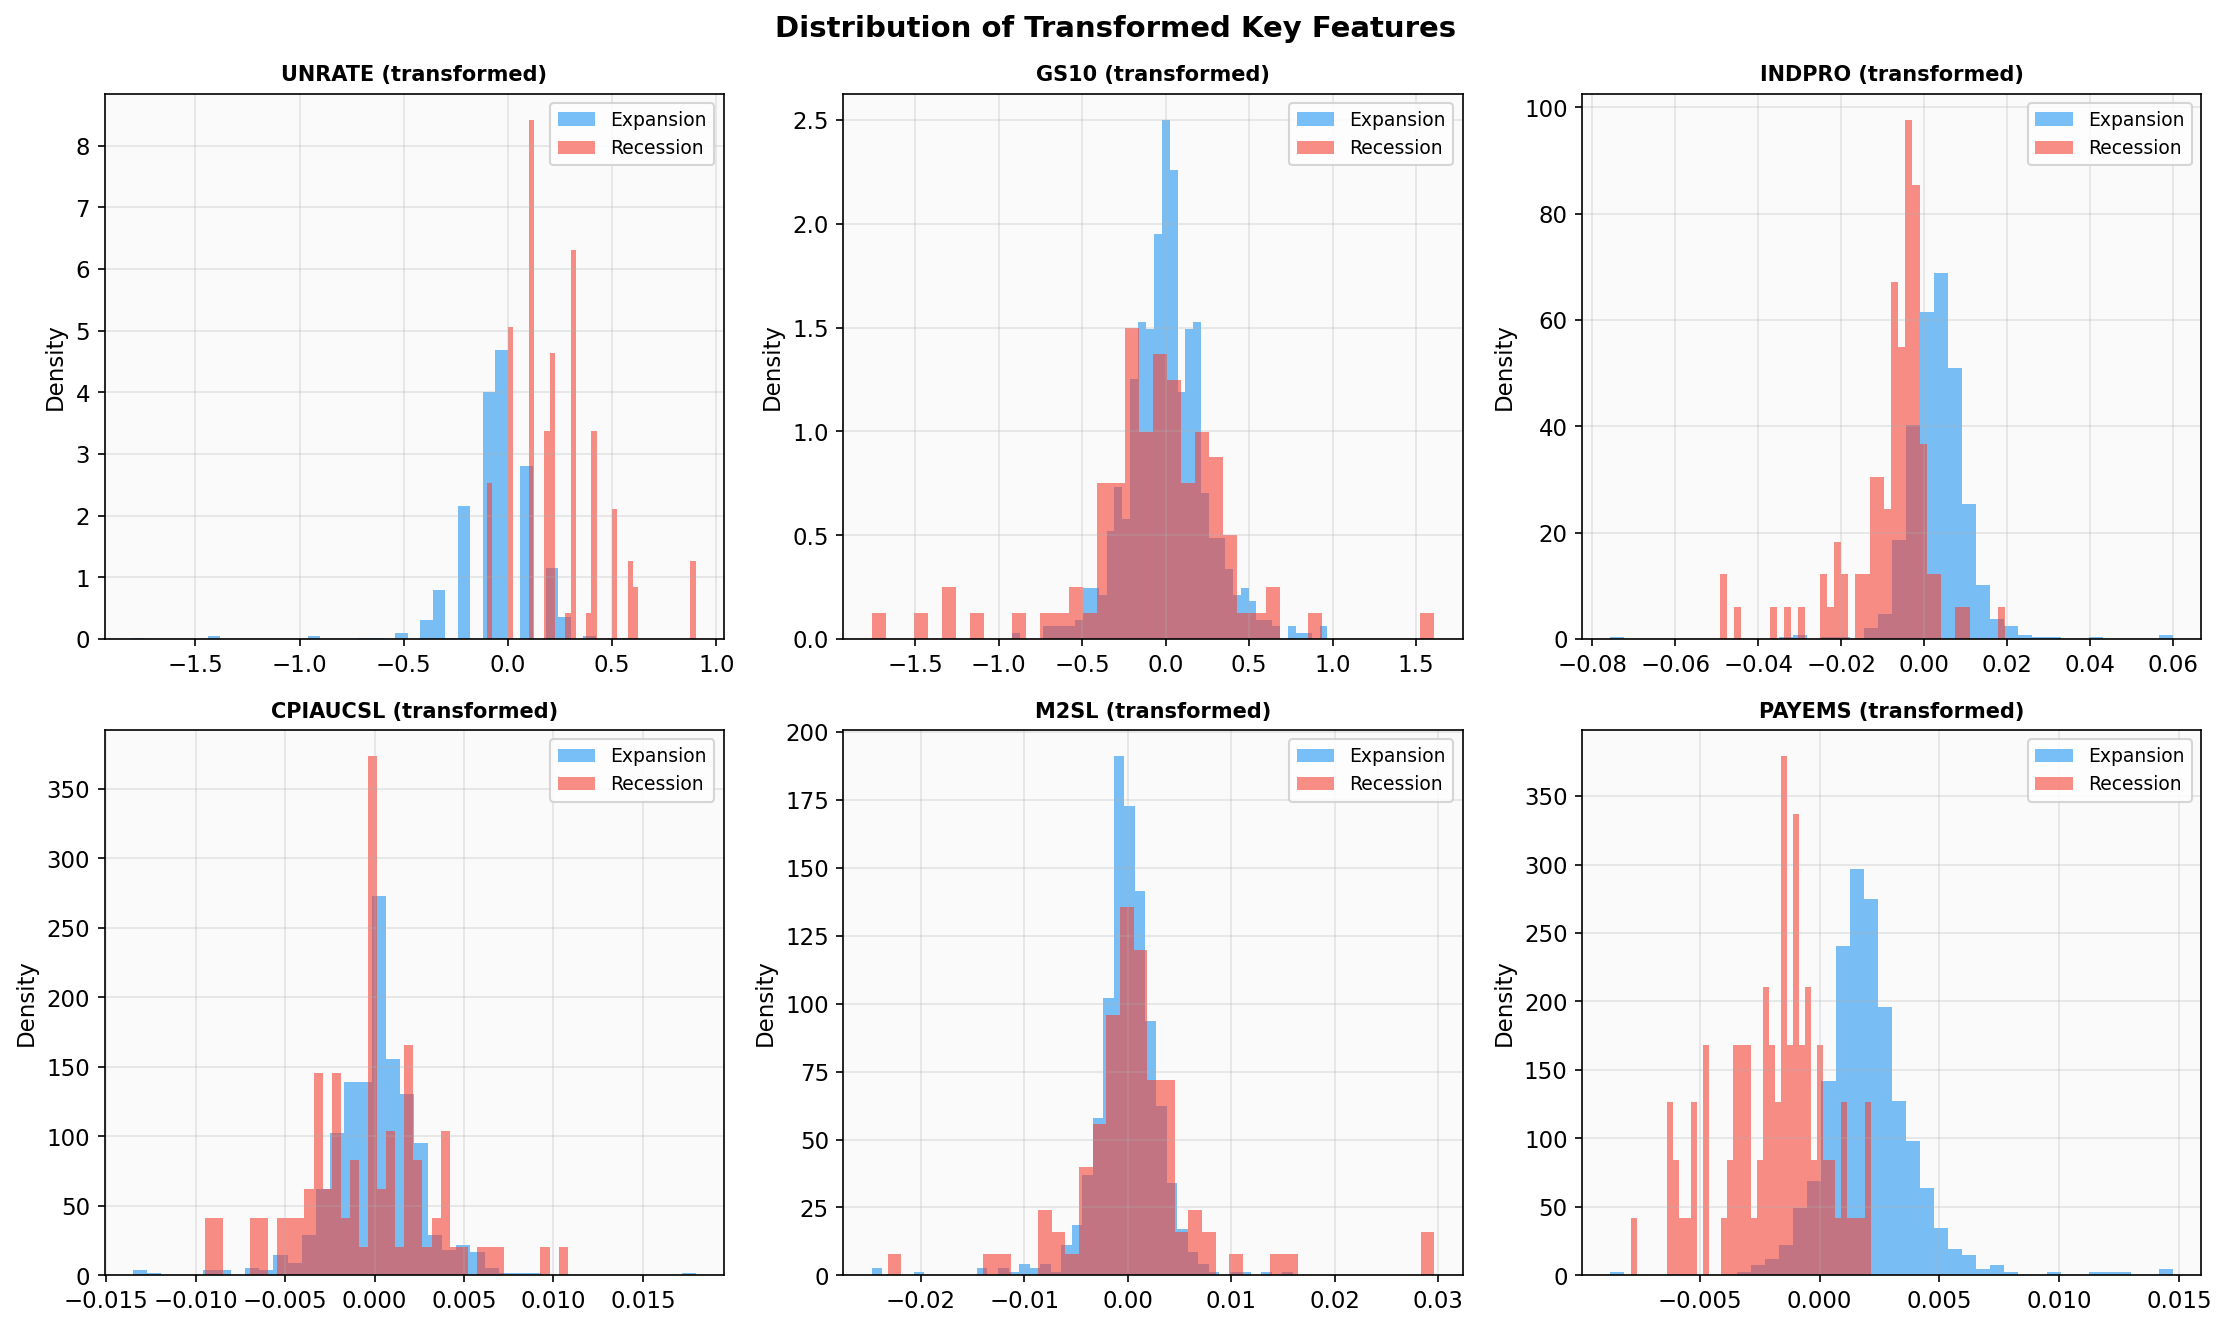 Distribution of Transformed Key Features
UNRATE (transformed)
Density
8
7
6
5
4
3
2
1
0
−1.5 −1.0 −0.5 0.0 0.5 1.0
Expansion
Recession
GS10 (transformed)
Density
2.5
2.0
1.5
1.0
0.5
0.0
−1.5 −1.0 −0.5 0.0 0.5 1.0 1.5
Expansion
Recession
INDPRO (transformed)
Density
100
80
60
40
20
0
−0.08 −0.06 −0.04 −0.02 0.00 0.02 0.04 0.06
Expansion
Recession
CPIAUCSL (transformed)
Density
350
300
250
200
150
100
50
0
−0.015 −0.010 −0.005 0.000 0.005 0.010 0.015
Expansion
Recession
M2SL (transformed)
Density
200
175
150
125
100
75
50
25
0
−0.02 −0.01 0.00 0.01 0.02 0.03
Expansion
Recession
PAYEMS (transformed)
Density
350
300
250
200
150
100
50
0
−0.005 0.000 0.005 0.010 0.015
Expansion
Recession